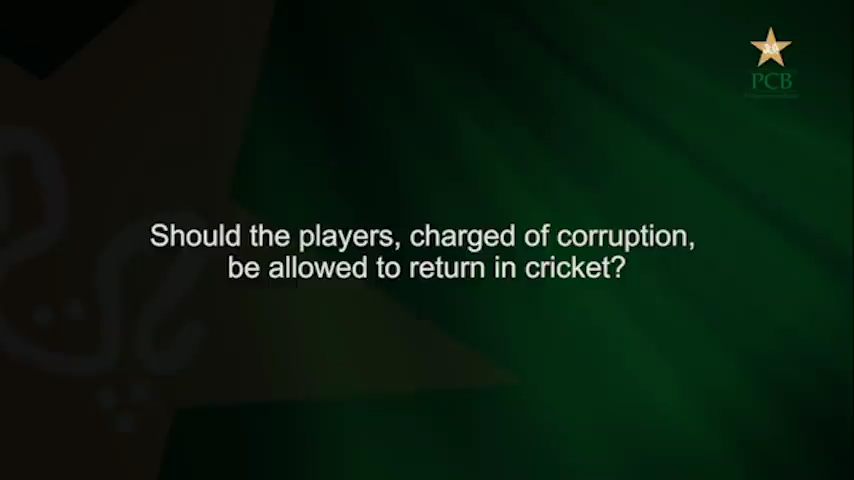 PCB
Should the players, charged of corruption,
be allowed to return in cricket?